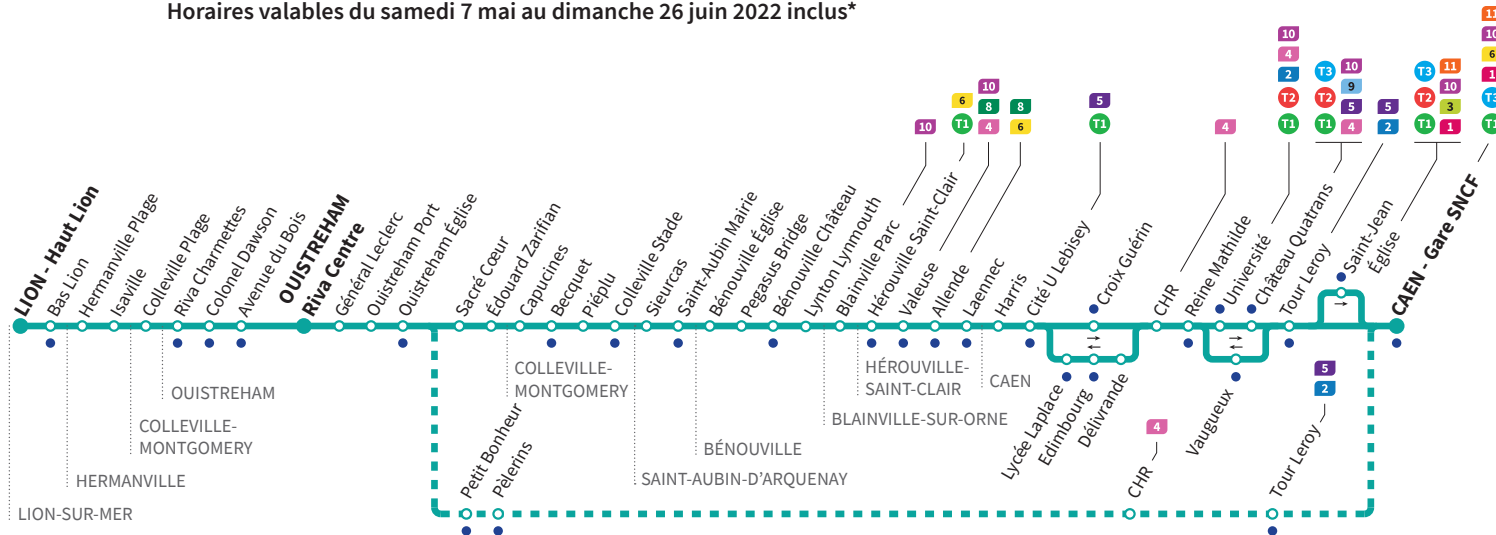 Horaires valables du samedi 7 mai au dimanche 26 juin 2022 inclus*
LION - Haut Lion
Bas Lion
Hermanville Plage
Isaville
Colleville Plage
Riva Charmettes
Colonel Dawson
Avenue du Bois
OUISTREHAM
Riva Centre
Général Leclerc
Ouistreham Port
Ouistreham Église
Sacré Cœur
Édouard Zarifian
Capucines
Becquet
Piéplu
Colleville Stade
Sieurcas
Saint-Aubin Mairie
Bénouville Église
Pegasus Bridge
Bénouville Château
Lynton Lynmouth
Blainville Parc
10
Hérouville Saint-Clair
6
T1
Valeuse
10
8
4
Allende
8
6
Laennec
Harris
Cité U Lebisey
5
T1
Croix Guérin
CHR
4
Reine Mathilde
Université
10
4
2
T2
T1
Château Quatrans
T3
T2
T1
10
9
5
4
Tour Leroy
5
2
Saint-Jean
Église
T3
T2
T1
11
10
3
1
CAEN - Gare SNCF
11
10
6
1
T3
T1
Lycée Laplace
Edimbourg
Délivrande
Vaugueux
LION-SUR-MER
HERMANVILLE
COLLEVILLE-
MONTGOMERY
OUISTREHAM
COLLEVILLE-
MONTGOMERY
SAINT-AUBIN-D'ARQUENAY
BÉNOUVILLE
BLAINVILLE-SUR-ORNE
HÉROUVILLE-
SAINT-CLAIR
CAEN
Petit Bonheur
Pèlerins
CHR
4
Tour Leroy
5
2